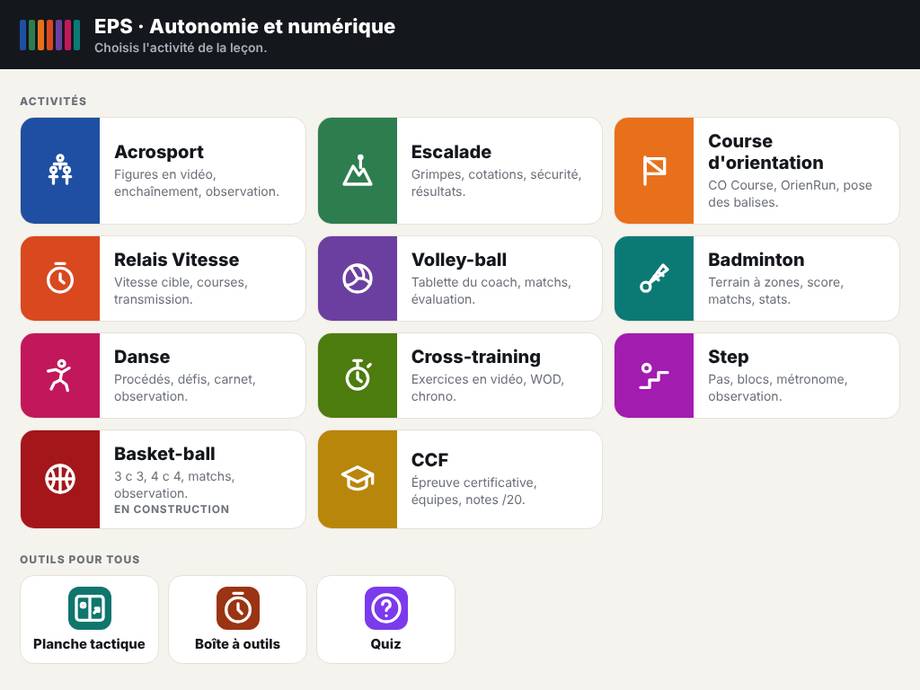 EPS · Autonomie et numérique
Choisis l'activité de la leçon.
ACTIVITÉS
Acrosport
Figures en vidéo,
enchaînement, observation.
Escalade
Grimpes, cotations, sécurité,
résultats.
Course
d'orientation
CO Course, OrienRun, pose
des balises.
Relais Vitesse
Vitesse cible, courses,
transmission.
Volley-ball
Tablette du coach, matchs,
évaluation.
Badminton
Terrain à zones, score,
matchs, stats.
Danse
Procédés, défis, carnet,
observation.
Cross-training
Exercices en vidéo, WOD,
chrono.
Step
Pas, blocs, métronome,
observation.
Basket-ball
3 c 3, 4 c 4, matchs,
observation.
EN CONSTRUCTION
CCF
Épreuve certificative,
équipes, notes /20.
OUTILS POUR TOUS
Planche tactique
Boîte à outils
Quiz